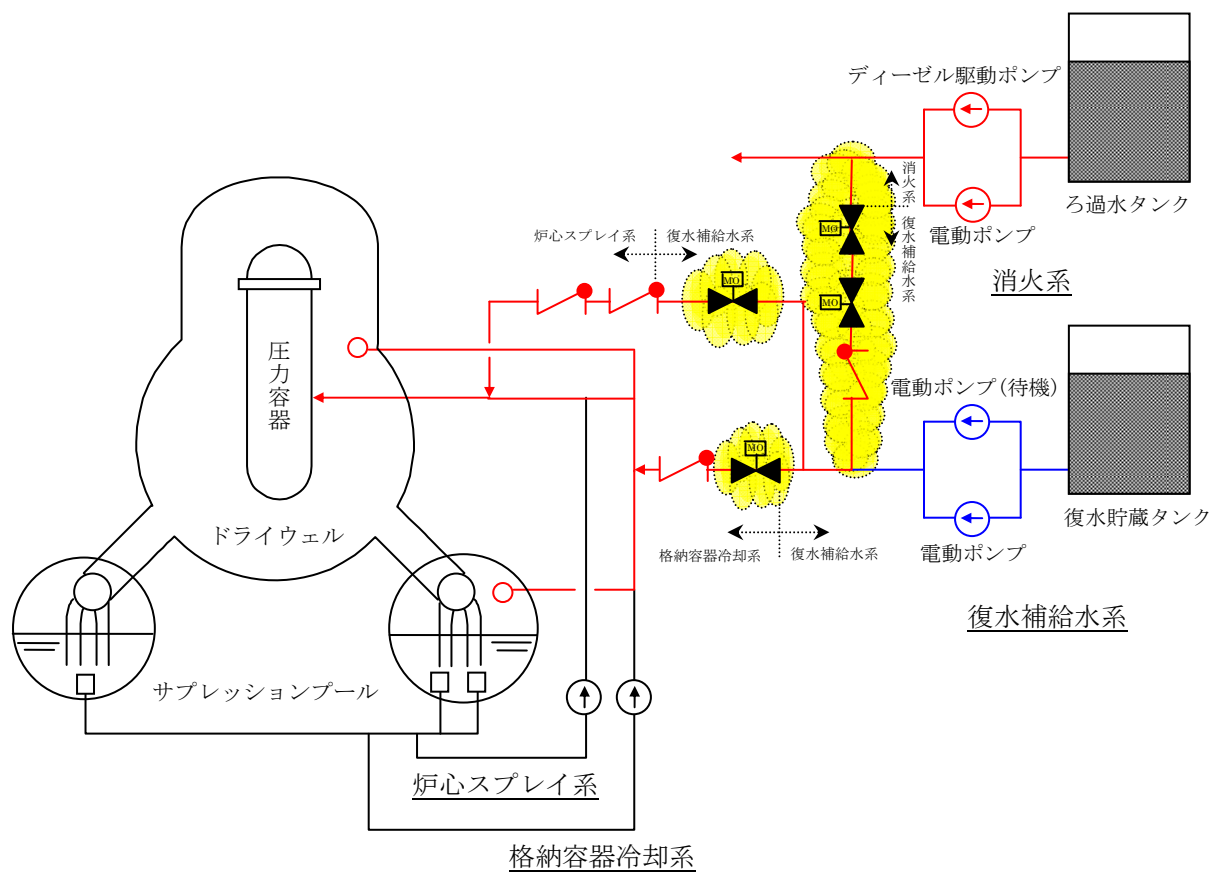 ディーゼル駆動ポンプ
ろ過水タンク
電動ポンプ
消火系
消火系
復水補給水系
MO
MO
炉心スプレイ系
復水補給水系
MO
圧力容器
電動ポンプ(待機)
MO
復水貯蔵タンク
電動ポンプ
格納容器冷却系
復水補給水系
復水補給水系
ドライウェル
サプレッションプール
炉心スプレイ系
格納容器冷却系